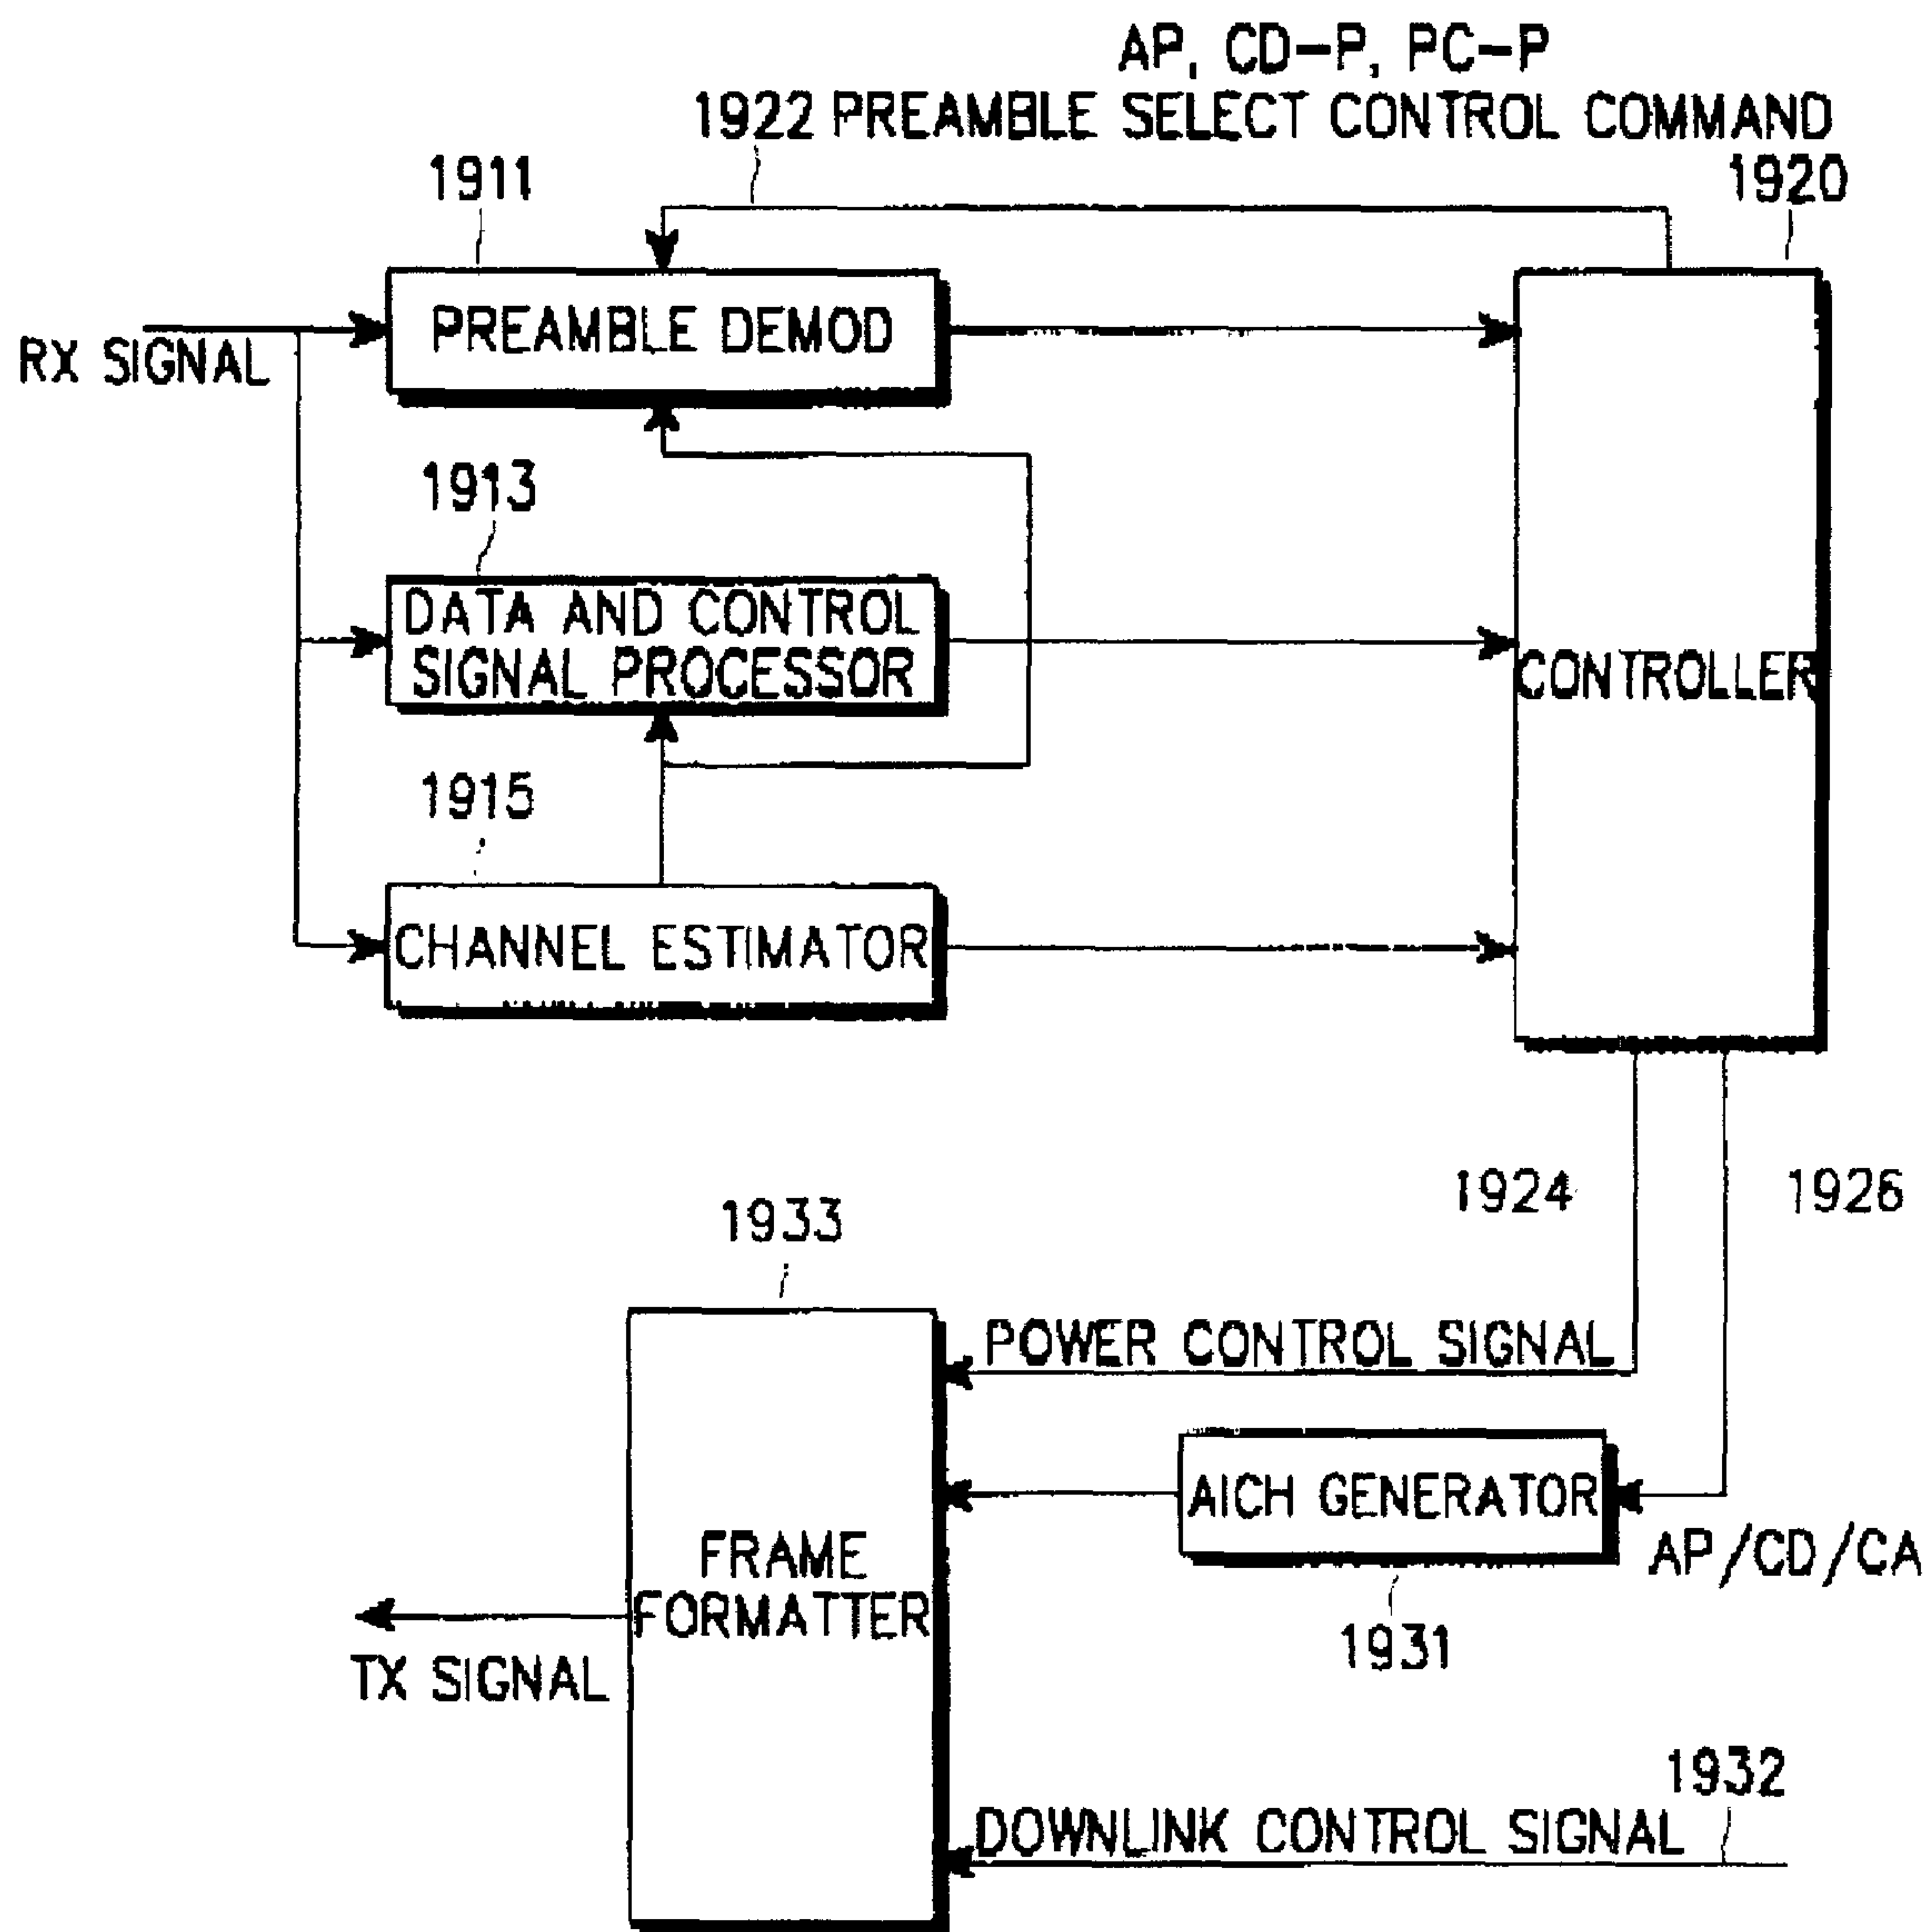 AP, CD-P, PC-P
1922 PREAMBLE SELECT CONTROL COMMAND
1911
1920
PREAMBLE DEMOD
RX SIGNAL
1913
DATA AND CONTROL
SIGNAL PROCESSOR
CONTROLLER
1915
CHANNEL ESTIMATOR
1924
1926
1933
POWER CONTROL SIGNAL
AICH GENERATOR
AP/CD/CA
FRAME
FORMATTER
1931
TX SIGNAL
1932
DOWNLINK CONTROL SIGNAL